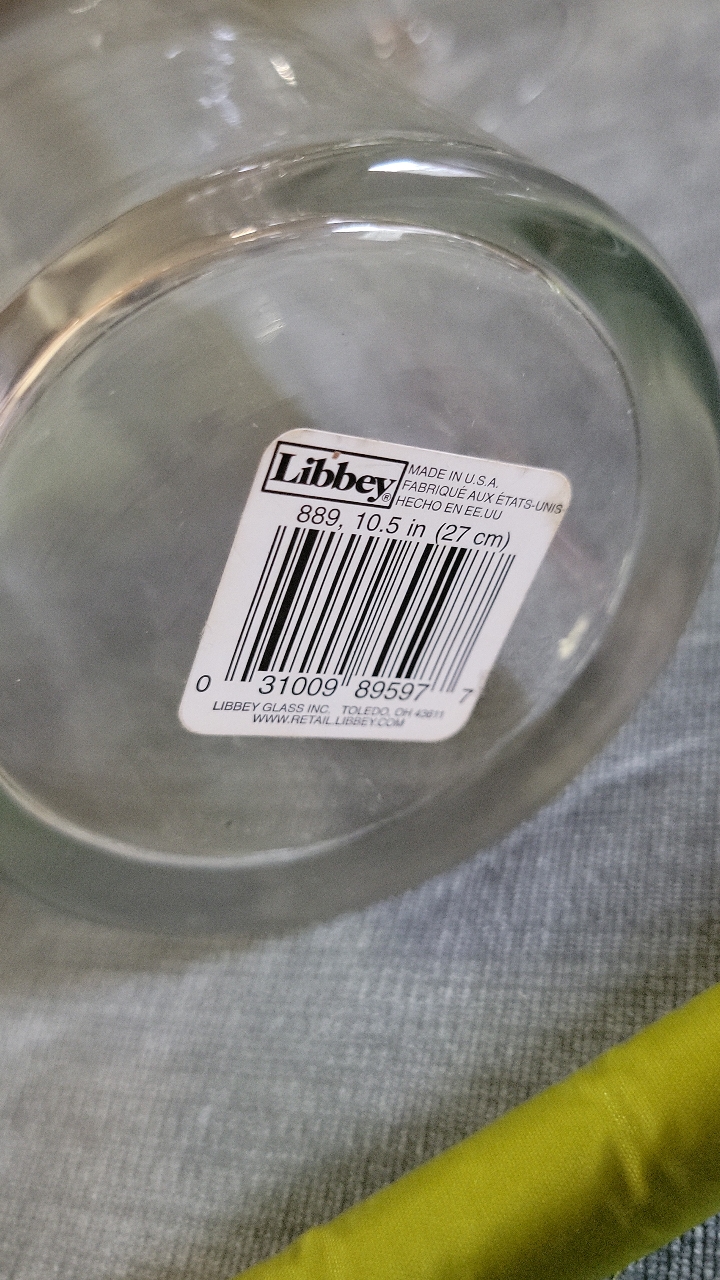 Libbey®
MADE IN U.S.A.
FABRIQUÉ AUX ÉTATS-UNIS
HECHO EN EE.UU
889, 10.5 in (27 cm)
0 31009 89597 7
LIBBEY GLASS INC. TOLEDO, OH 43611
WWW.RETAIL.LIBBEY.COM